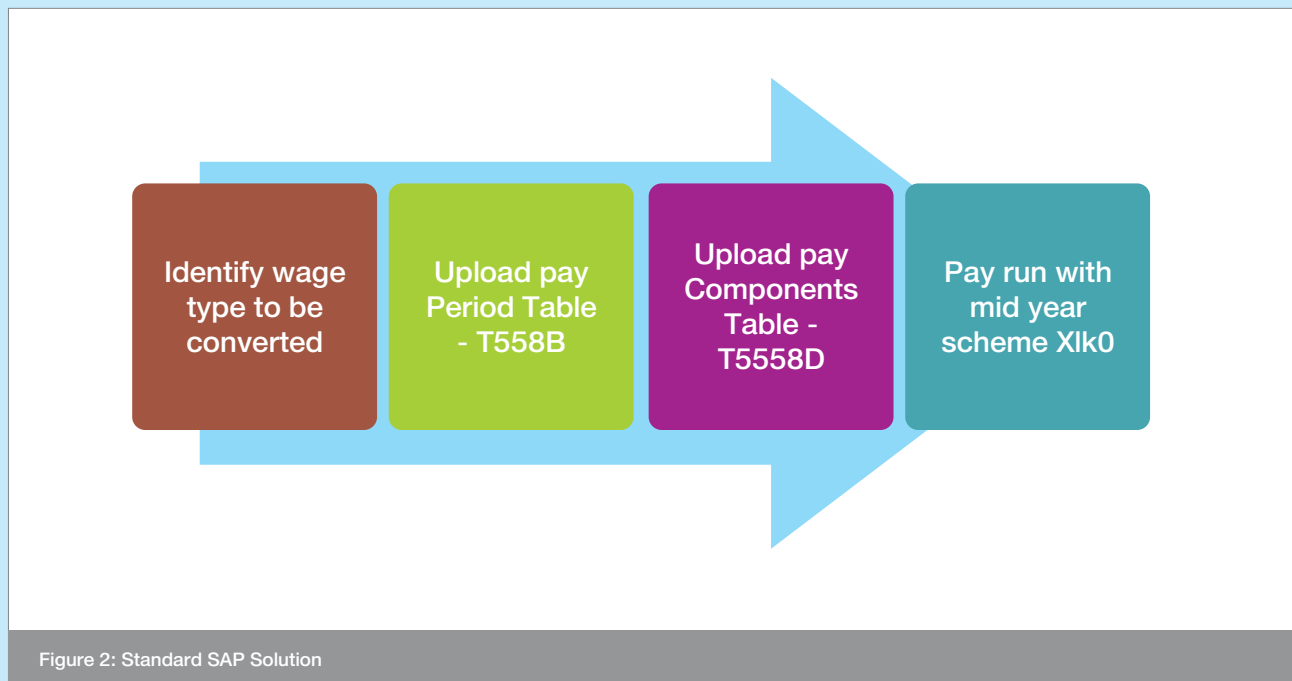 Identify wage
type to be
converted
Upload pay
Period Table
- T558B
Upload pay
Components
Table -
T5558D
Pay run with
mid year
scheme Xlk0
Figure 2: Standard SAP Solution